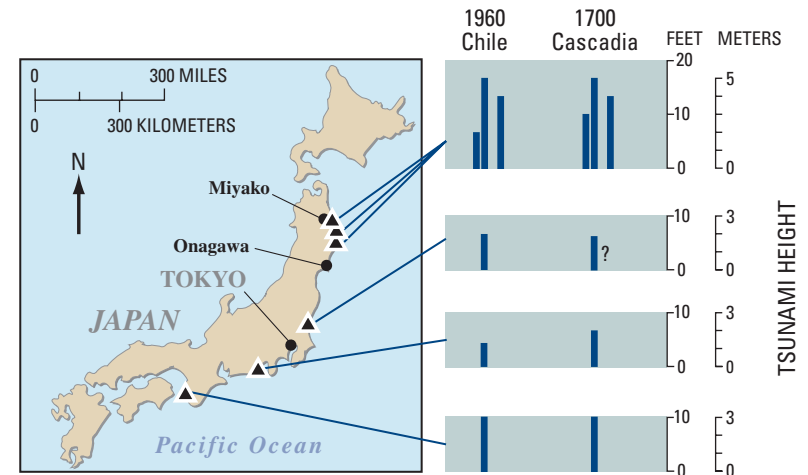 1960
Chile
1700
Cascadia
FEET METERS
0 300 MILES
0 300 KILOMETERS
N
Miyako
Onagawa
TOKYO
JAPAN
Pacific Ocean
20
10
0
5
0
10
0
3
0
?
10
0
3
0
10
0
3
0
TSUNAMI HEIGHT